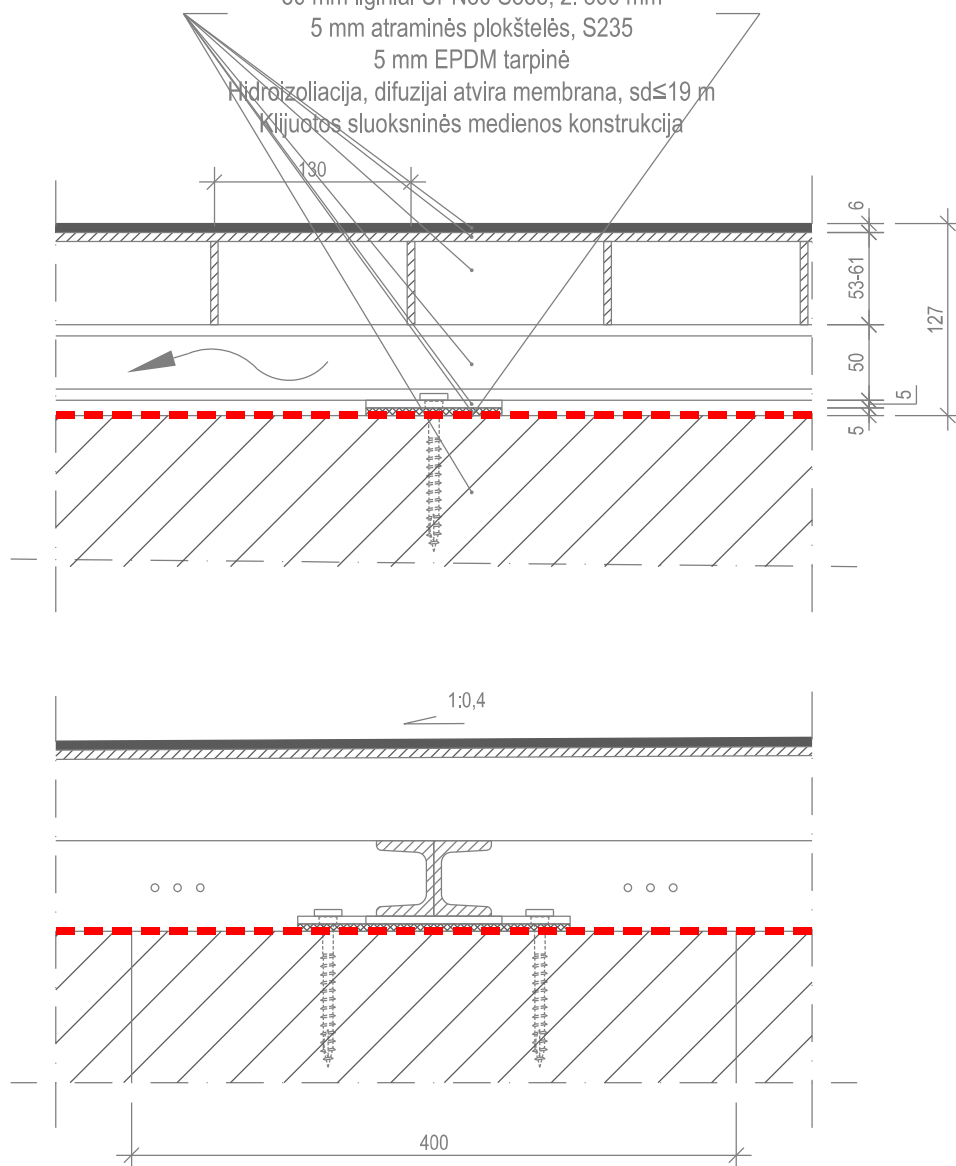 5 mm atraminės plokštelės, S235
5 mm EPDM tarpinė
Hidroizoliacija, difuzijai atvira membrana, sd≤19 m
Klijuotos sluoksninės medienos konstrukcija
130
6
53-61
127
50
5
5
1:0,4
400